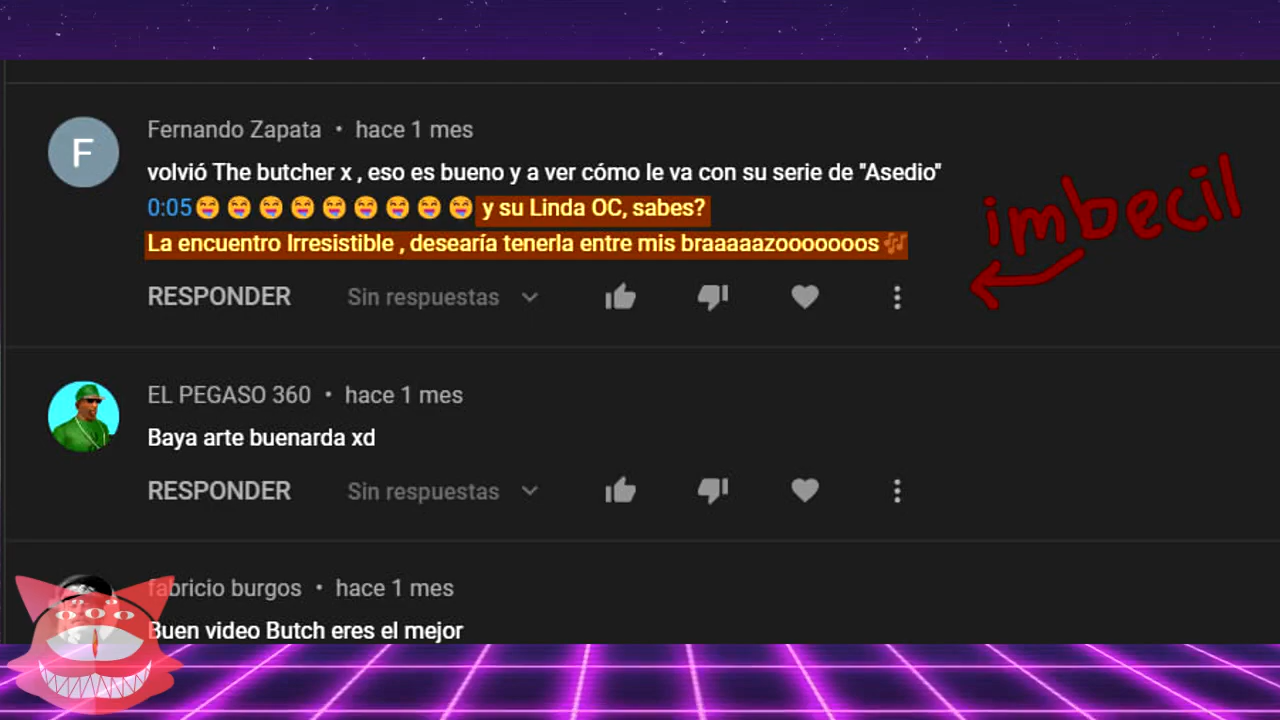 Fernando Zapata • hace 1 mes
volvió The butcher x , eso es bueno y a ver cómo le va con su serie de "Asedio"
0:05😄😄😄😄😄😄😄😄😄 y su Linda OC, sabes?
La encuentro Irresistible , desearía tenerla entre mis braaaaazooooooos🎶
imbecil
RESPONDER Sin respuestas
EL PEGASO 360 • hace 1 mes
Baya arte buenarda xd
RESPONDER Sin respuestas
fabricio burgos • hace 1 mes
Buen video Butch eres el mejor
F